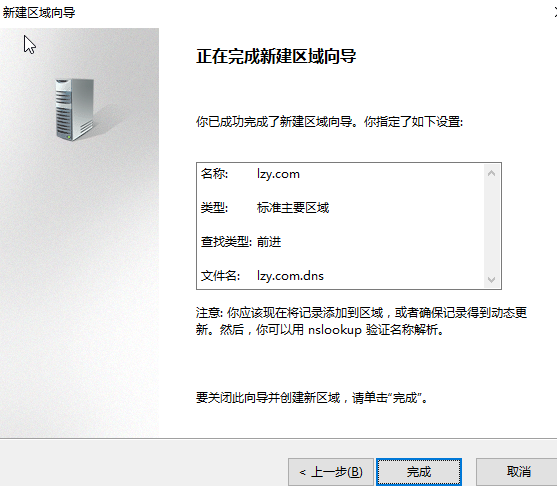 新建区域向导
正在完成新建区域向导
你已成功完成了新建区域向导。你指定了如下设置:
名称: lzy.com
类型: 标准主要区域
查找类型: 前进
文件名: lzy.com.dns
注意: 你应该现在将记录添加到区域，或者确保记录得到动态更
新。然后，你可以用 nslookup 验证名称解析。
要关闭此向导并创建新区域，请单击“完成”。
< 上一步(B) 完成 取消